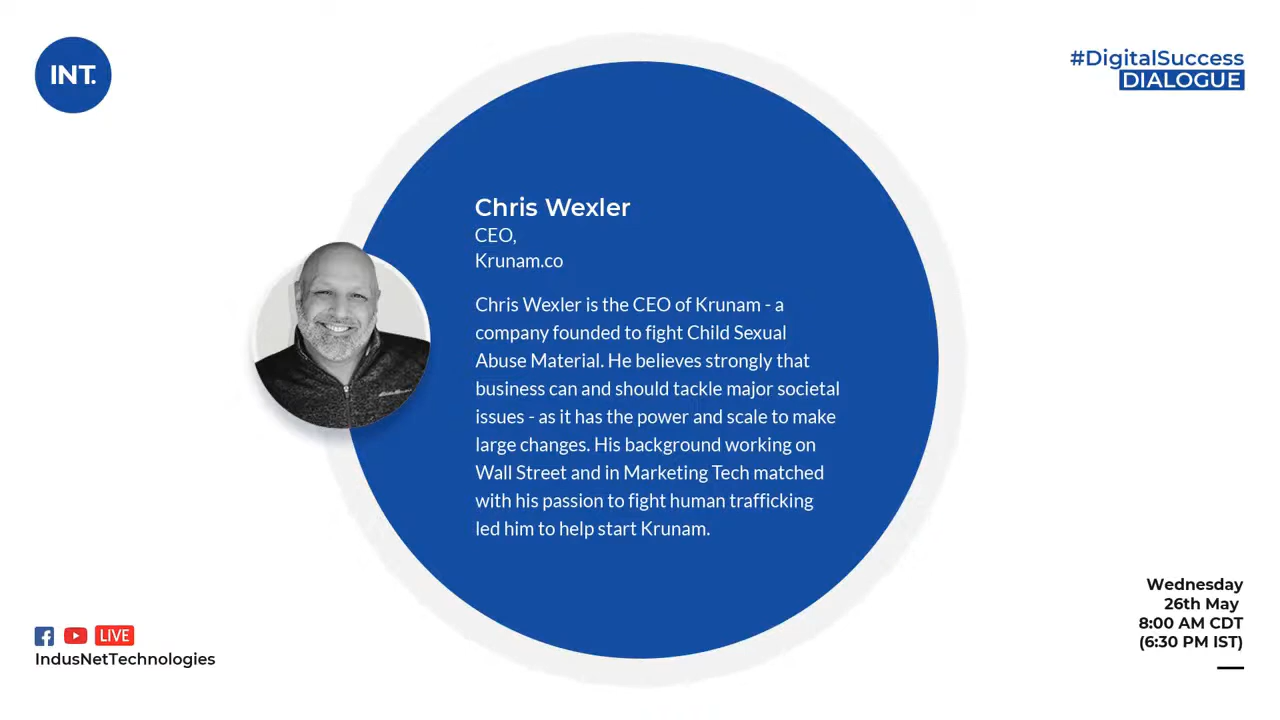 INT.
#DigitalSuccess
DIALOGUE
Chris Wexler
CEO,
Krunam.co
Chris Wexler is the CEO of Krunam - a
company founded to fight Child Sexual
Abuse Material. He believes strongly that
business can and should tackle major societal
issues - as it has the power and scale to make
large changes. His background working on
Wall Street and in Marketing Tech matched
with his passion to fight human trafficking
led him to help start Krunam.
Wednesday
26th May
8:00 AM CDT
(6:30 PM IST)
LIVE
IndusNetTechnologies